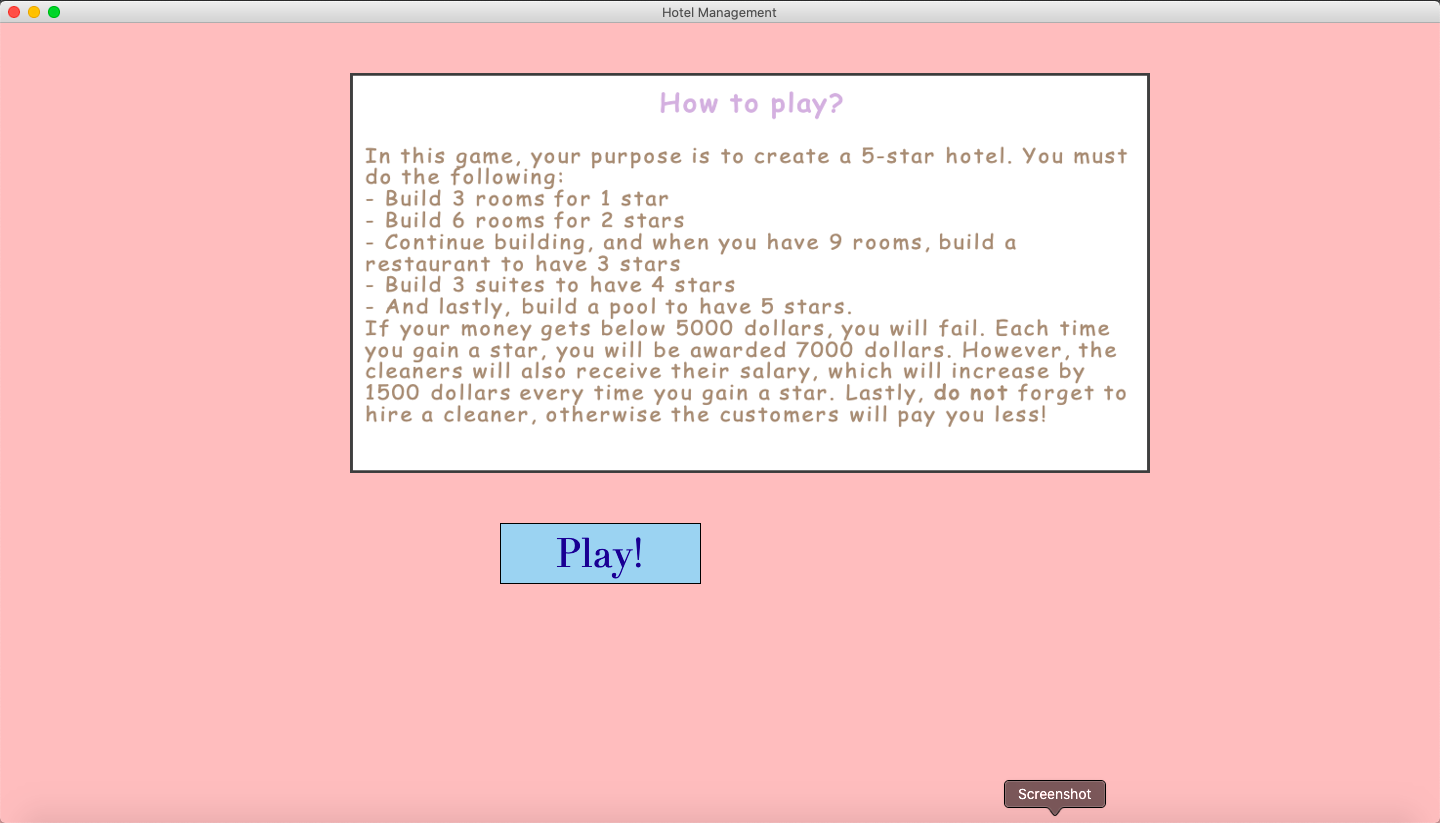 Hotel Management
How to play?
In this game, your purpose is to create a 5-star hotel. You must
do the following:
- Build 3 rooms for 1 star
- Build 6 rooms for 2 stars
- Continue building, and when you have 9 rooms, build a
restaurant to have 3 stars
- Build 3 suites to have 4 stars
- And lastly, build a pool to have 5 stars.
If your money gets below 5000 dollars, you will fail. Each time
you gain a star, you will be awarded 7000 dollars. However, the
cleaners will also receive their salary, which will increase by
1500 dollars every time you gain a star. Lastly, do not forget to
hire a cleaner, otherwise the customers will pay you less!
Play!
Screenshot